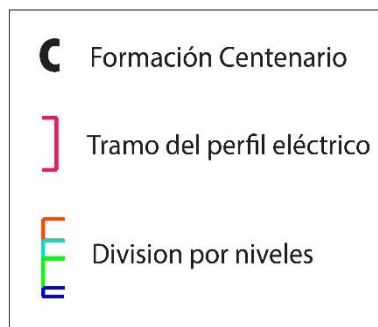 C Formación Centenario
Tramo del perfil eléctrico
Division por niveles